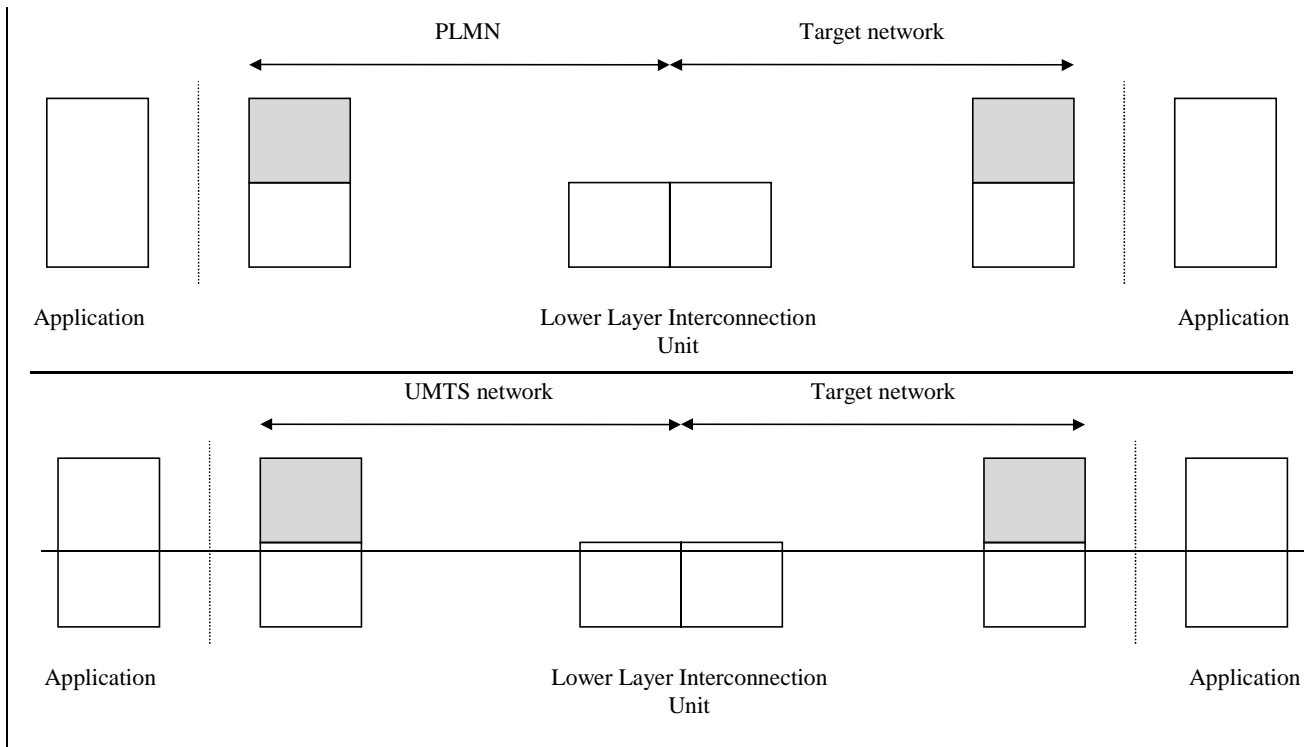 PLMN Target network
Application Lower Layer Interconnection Application
Unit
UMTS network Target network
Application Lower Layer Interconnection Application
Unit